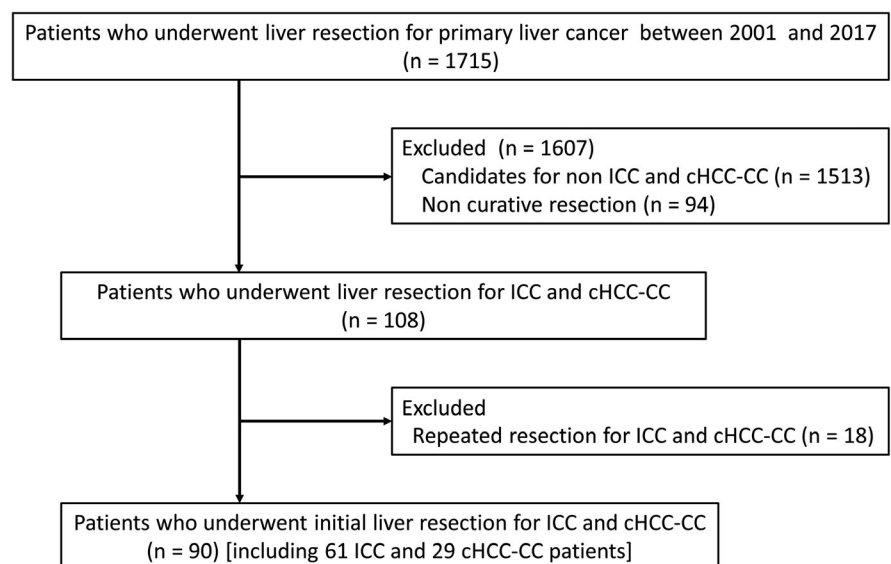 Patients who underwent liver resection for primary liver cancer between 2001 and 2017
(n = 1715)
Excluded (n = 1607)
Candidates for non ICC and cHCC-CC (n = 1513)
Non curative resection (n = 94)
Patients who underwent liver resection for ICC and cHCC-CC
(n = 108)
Excluded
Repeated resection for ICC and cHCC-CC (n = 18)
Patients who underwent initial liver resection for ICC and cHCC-CC
(n = 90) [including 61 ICC and 29 cHCC-CC patients]